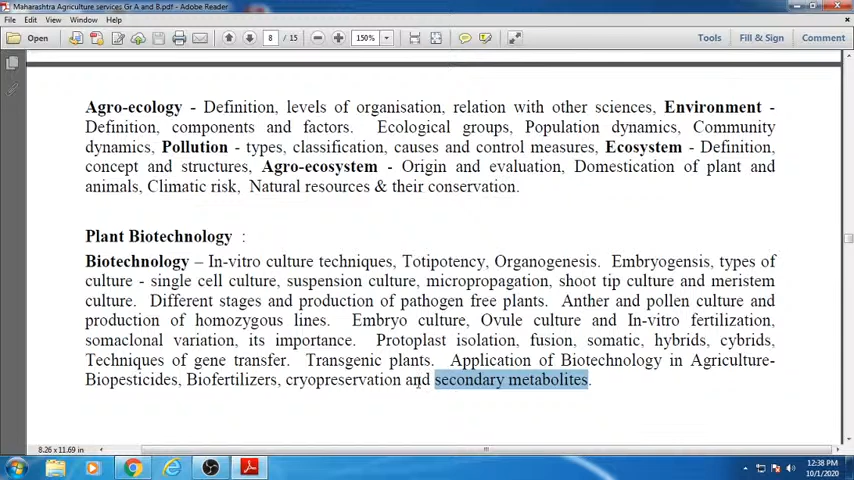 Maharashtra Agriculture services Gr A and B.pdf - Adobe Reader
File Edit View Window Help
Open 8 / 15 150% Tools Fill & Sign Comment
Agro-ecology - Definition, levels of organisation, relation with other sciences, Environment -
Definition, components and factors. Ecological groups, Population dynamics, Community
dynamics, Pollution - types, classification, causes and control measures, Ecosystem - Definition,
concept and structures, Agro-ecosystem - Origin and evaluation, Domestication of plant and
animals, Climatic risk, Natural resources & their conservation.
Plant Biotechnology :
Biotechnology – In-vitro culture techniques, Totipotency, Organogenesis. Embryogensis, types of
culture - single cell culture, suspension culture, micropropagation, shoot tip culture and meristem
culture. Different stages and production of pathogen free plants. Anther and pollen culture and
production of homozygous lines. Embryo culture, Ovule culture and In-vitro fertilization,
somaclonal variation, its importance. Protoplast isolation, fusion, somatic, hybrids, cybrids,
Techniques of gene transfer. Transgenic plants. Application of Biotechnology in Agriculture-
Biopesticides, Biofertilizers, cryopreservation and secondary metabolites.
8.26 x 11.69 in
12:38 PM
10/1/2020